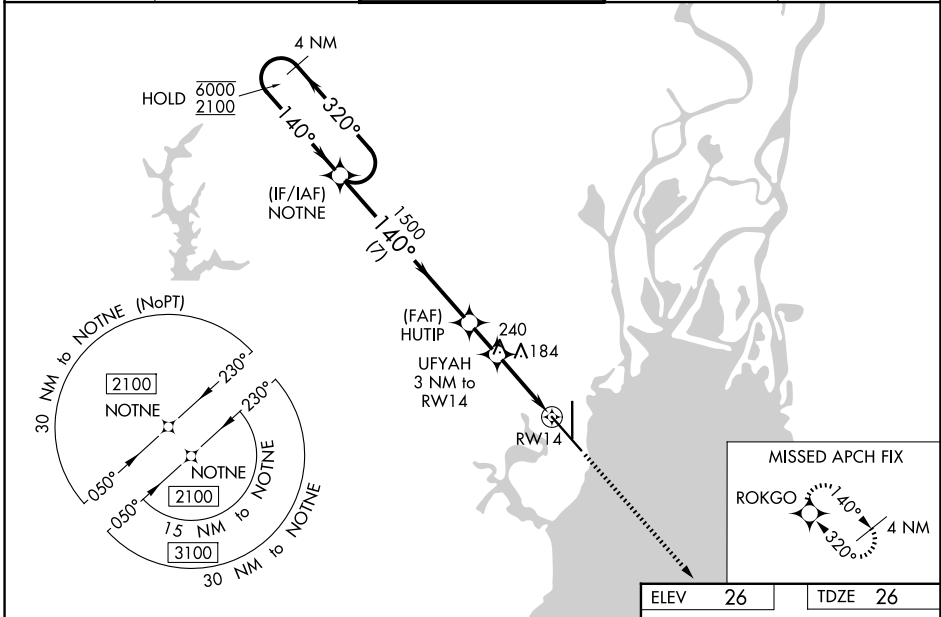 4 NM
HOLD 6000
2100
320°
140°
(IF/IAF)
NOTNE
1500
140°
(7)
(FAF)
HUTIP
240
184
UFYAH
3 NM to
RW14
RW14
30 NM to NOTNE (NoPT)
230°
2100
NOTNE
050°
230°
NOTNE
050°
2100
15 NM to NOTNE
3100
30 NM to NOTNE
MISSED APCH FIX
ROKGO
140°
4 NM
320°
ELEV 26
TDZE 26